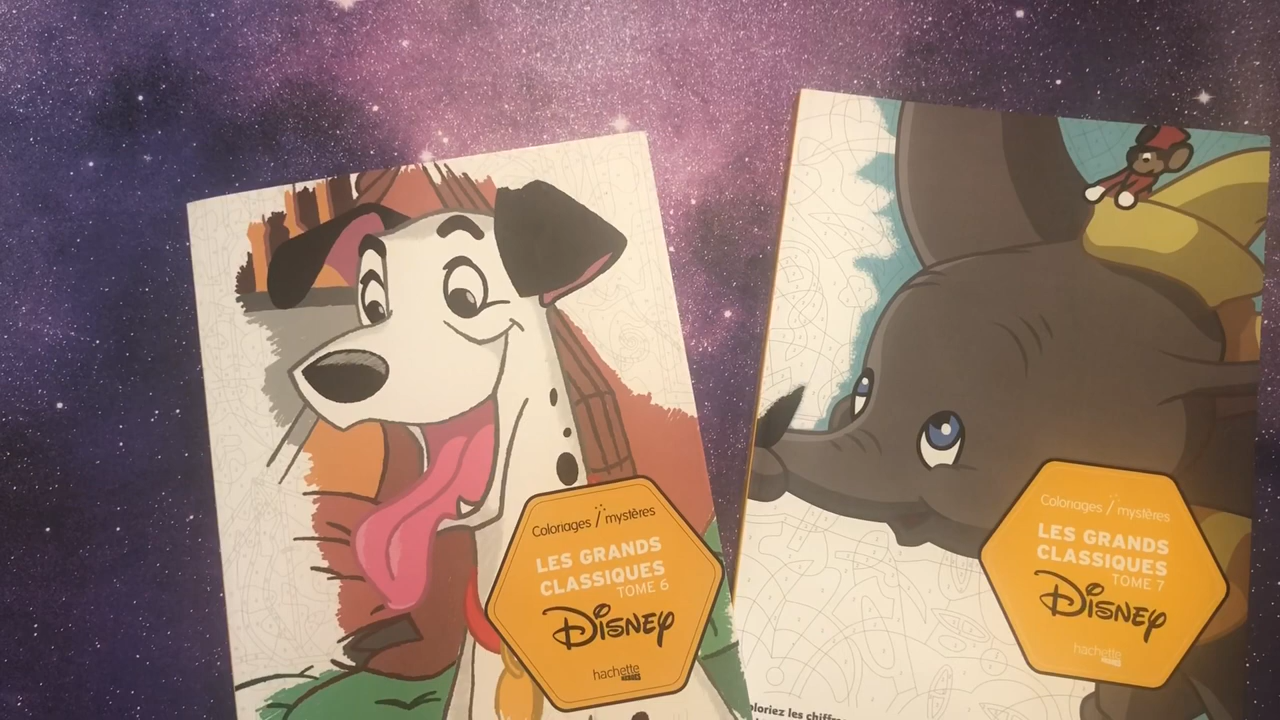 Coloriages mystères
LES GRANDS
CLASSIQUES
TOME 6
Disney
hachette
Coloriages mystères
LES GRANDS
CLASSIQUES
TOME 7
Disney
hachette
oloriez les chiffr